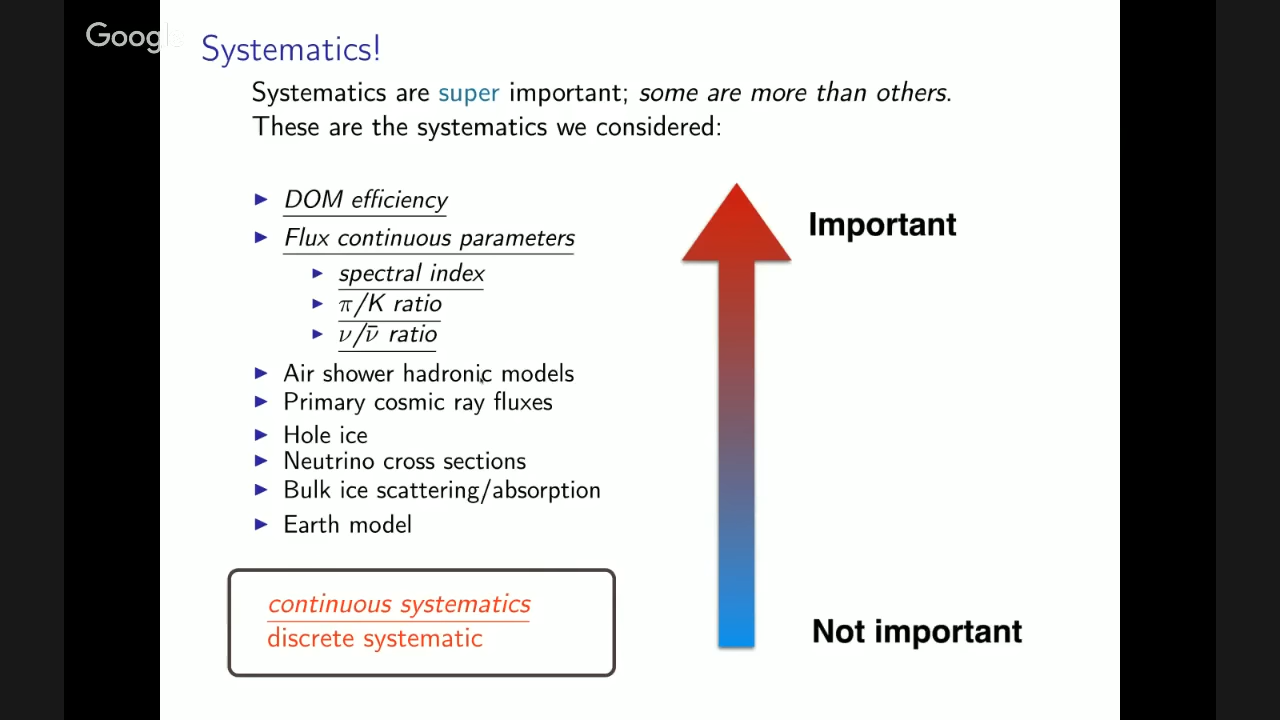 Google
Systematics!
Systematics are super important; some are more than others.
These are the systematics we considered:
▶ DOM efficiency
▶ Flux continuous parameters
▶ spectral index
▶ π/K ratio
▶ ν/ν̄ ratio
▶ Air shower hadronic models
▶ Primary cosmic ray fluxes
▶ Hole ice
▶ Neutrino cross sections
▶ Bulk ice scattering/absorption
▶ Earth model
continuous systematics
discrete systematic
Important
Not important